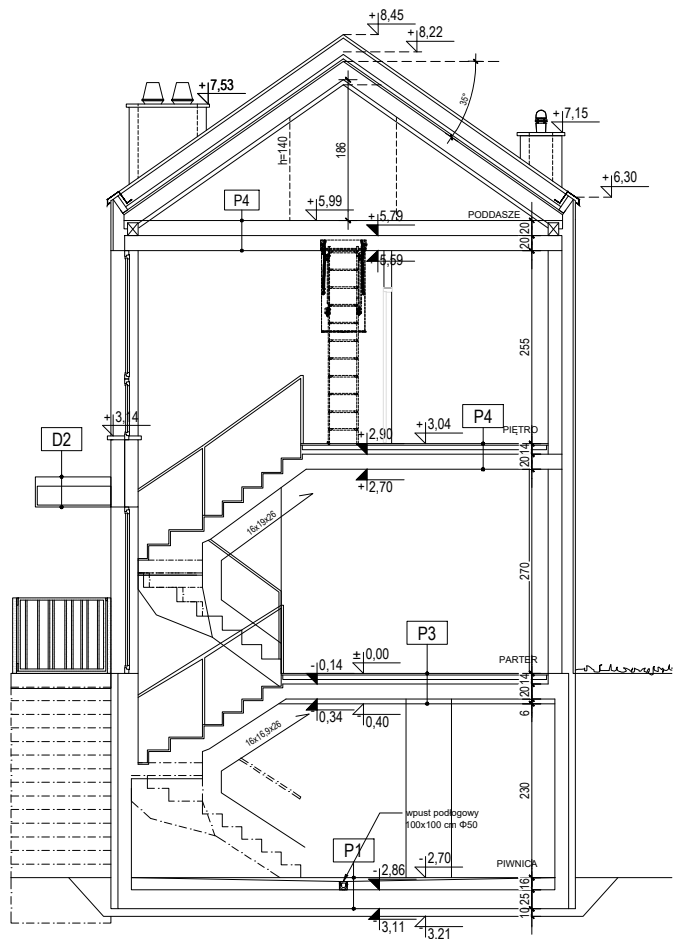 +8,45
+8,22
+7,53
35°
+7,15
h=140
186
+6,30
P4
+5,99
+5,79
PODDASZE
20
20
+5,59
255
+3,14
D2
+2,90
+3,04
P4
PIĘTRO
14
20
+2,70
16x19x26
270
P3
-0,14
±0,00
PARTER
14
20
-0,34
-0,40
6
16x16,9x26
230
wpust podłogowy
100x100 cm Φ50
P1
-2,86
-2,70
PIWNICA
16
25
10
-3,11
-3,21